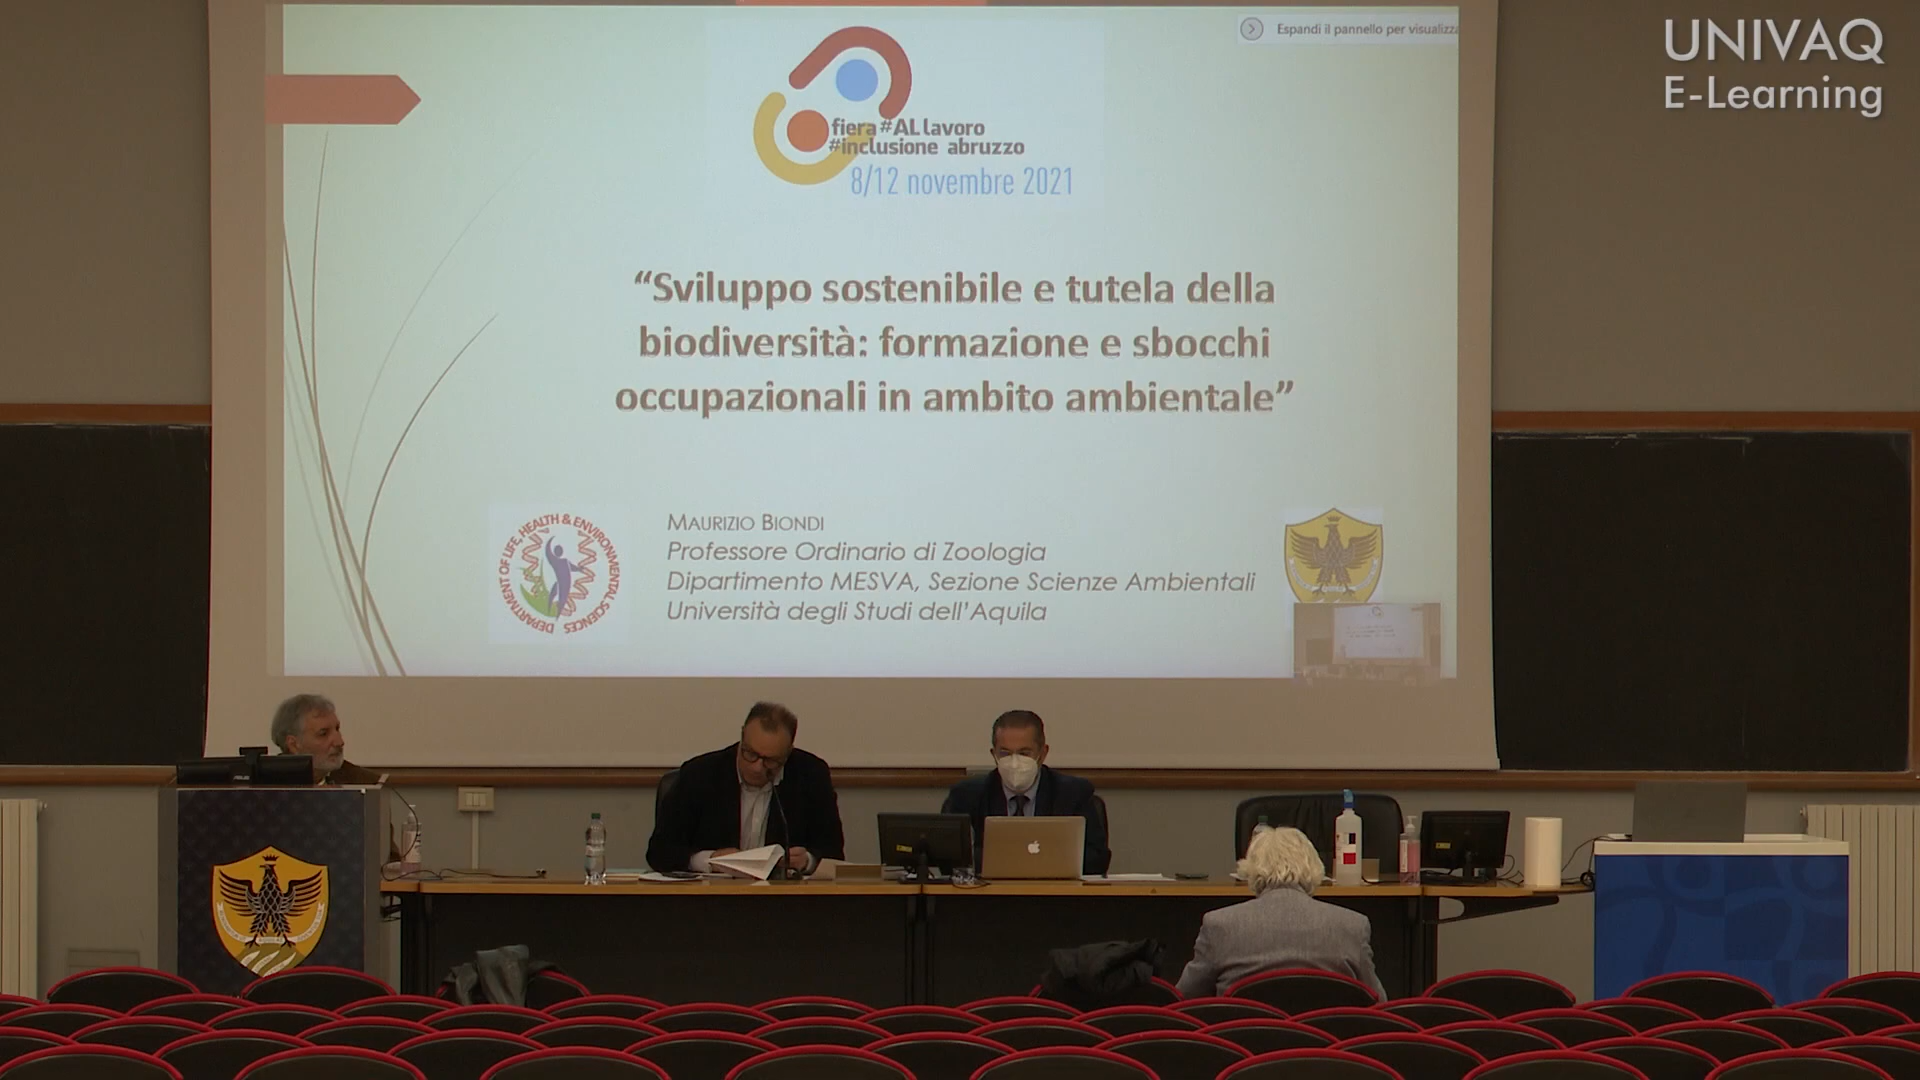 Espandi il pannello per visualizza
UNIVAQ
E-Learning
fiera #AL lavoro
#inclusione abruzzo
8/12 novembre 2021
“Sviluppo sostenibile e tutela della
biodiversità: formazione e sbocchi
occupazionali in ambito ambientale”
DEPARTMENT OF LIFE, HEALTH & ENVIRONMENTAL SCIENCES
MAURIZIO BIONDI
Professore Ordinario di Zoologia
Dipartimento MESVA, Sezione Scienze Ambientali
Università degli Studi dell’Aquila
ASUS